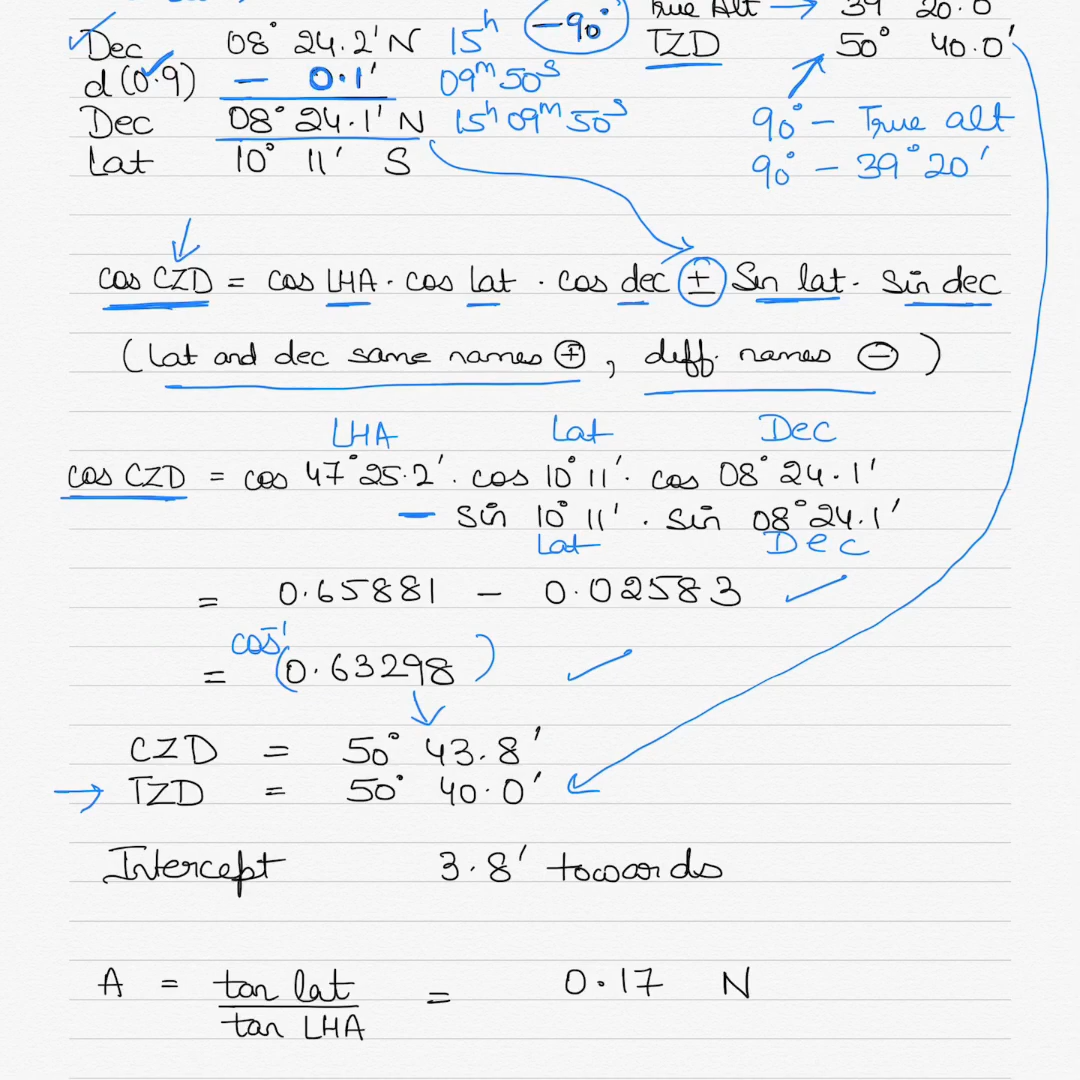 −90°
True Alt → 39 20.0
Dec 08° 24.2' N 15h TZD 50° 40.0'
d (0.9) − 0.1' 09m 50s
Dec 08° 24.1' N 15h 09m 50s 90° − True alt
Lat 10° 11' S 90° − 39° 20'
cos CZD = cos LHA . cos lat . cos dec ± Sin lat . Sin dec
(lat and dec same names ⊕, diff. names ⊖)
LHA Lat Dec
cos CZD = cos 47° 25.2' . cos 10° 11' . cos 08° 24.1'
− sin 10° 11' . sin 08° 24.1'
Lat Dec
= 0.65881 − 0.02583 ✓
= cos⁻¹(0.63298) ✓
CZD = 50° 43.8'
→ TZD = 50° 40.0'
Intercept 3.8' towards
A = tan lat / tan LHA = 0.17 N